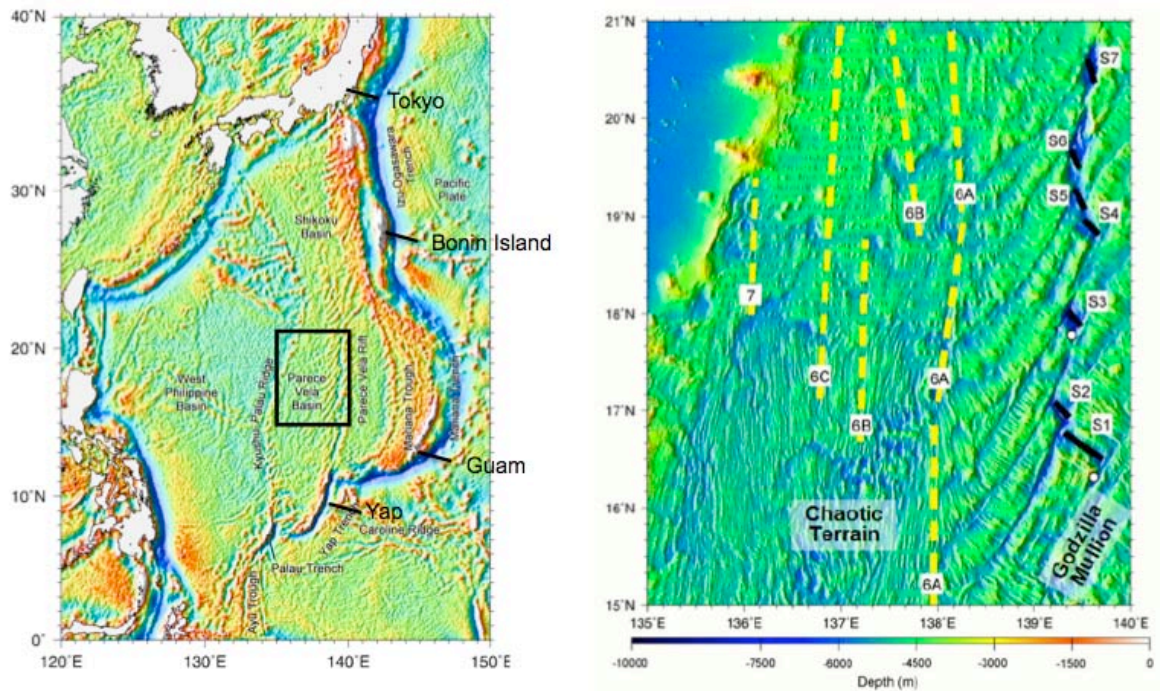 40˚N
30˚N
20˚N
10˚N
0˚
120˚E
130˚E
140˚E
150˚E
Tokyo
Izu-Ogasawara
Trench
Pacific
Plate
Shikoku
Basin
Bonin Island
West
Philippine
Basin
Kyushu-Palau Ridge
Parece
Vela
Basin
Parece Vela Rift
Mariana Trough
Mariana Trench
Guam
Yap
Yap Trench
Caroline Ridge
Palau Trench
Ayu Trough
21˚N
20˚N
19˚N
18˚N
17˚N
16˚N
15˚N
135˚E
136˚E
137˚E
138˚E
139˚E
140˚E
S7
S6
S5
S4
S3
S2
S1
6B
6A
7
6C
6A
6B
6A
Chaotic
Terrain
Godzilla
Mullion
-10000
-7500
-6000
-4500
-3000
-1500
0
Depth (m)